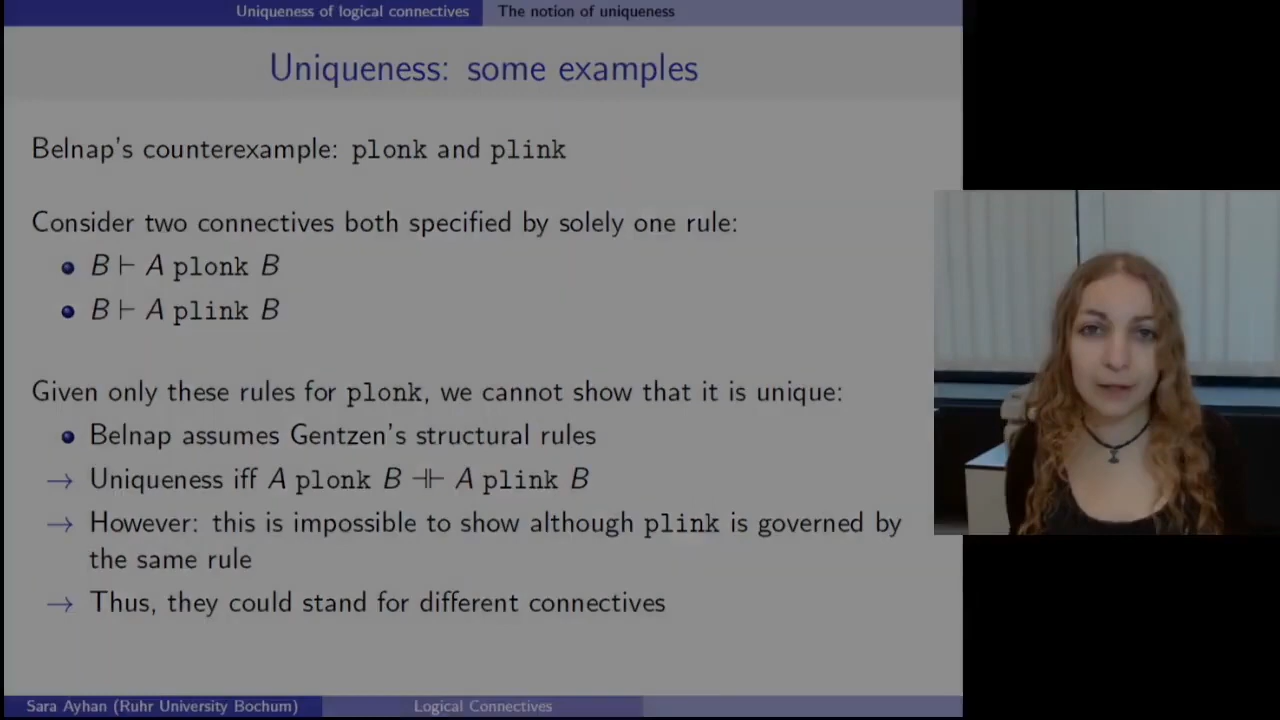 Uniqueness of logical connectives The notion of uniqueness
Uniqueness: some examples
Belnap's counterexample: plonk and plink
Consider two connectives both specified by solely one rule:
B ⊢ A plonk B
B ⊢ A plink B
Given only these rules for plonk, we cannot show that it is unique:
Belnap assumes Gentzen's structural rules
→ Uniqueness iff A plonk B ⊣⊢ A plink B
→ However: this is impossible to show although plink is governed by
the same rule
→ Thus, they could stand for different connectives
Sara Ayhan (Ruhr University Bochum) Logical Connectives